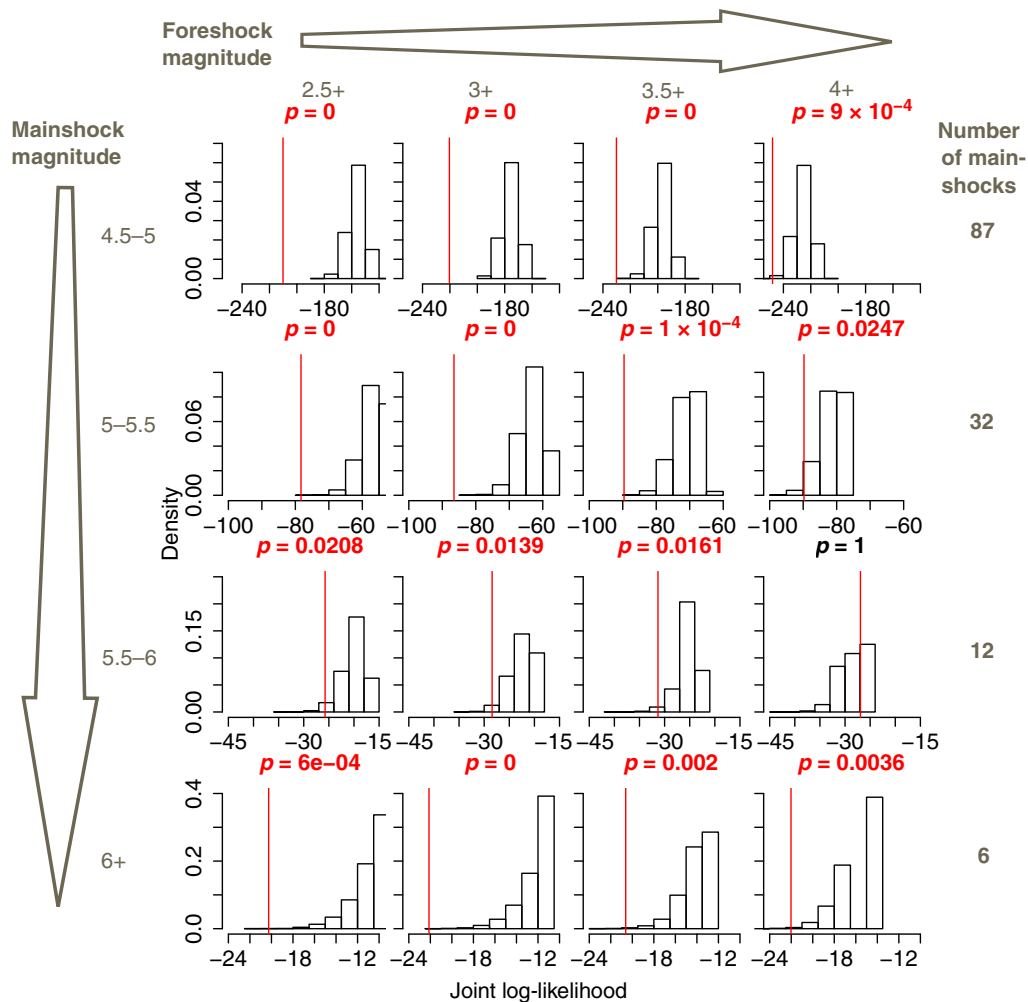 Foreshock
magnitude
2.5+ 3+ 3.5+ 4+
p = 0 p = 0 p = 0 p = 9 × 10⁻⁴
Mainshock
magnitude
Number
of main-
shocks
0.04
0.00
4.5–5
87
−240 −180 −240 −180 −240 −180 −240 −180
p = 0 p = 0 p = 1 × 10⁻⁴ p = 0.0247
0.06
0.00
5–5.5
32
Density
−100 −80 −60 −100 −80 −60 −100 −80 −60 −100 −80 −60
p = 0.0208 p = 0.0139 p = 0.0161 p = 1
0.15
0.00
5.5–6
12
−45 −30 −15 −45 −30 −15 −45 −30 −15 −45 −30 −15
p = 6e−04 p = 0 p = 0.002 p = 0.0036
0.4
0.2
0.0
6+
6
−24 −18 −12 −24 −18 −12 −24 −18 −12 −24 −18 −12
Joint log−likelihood